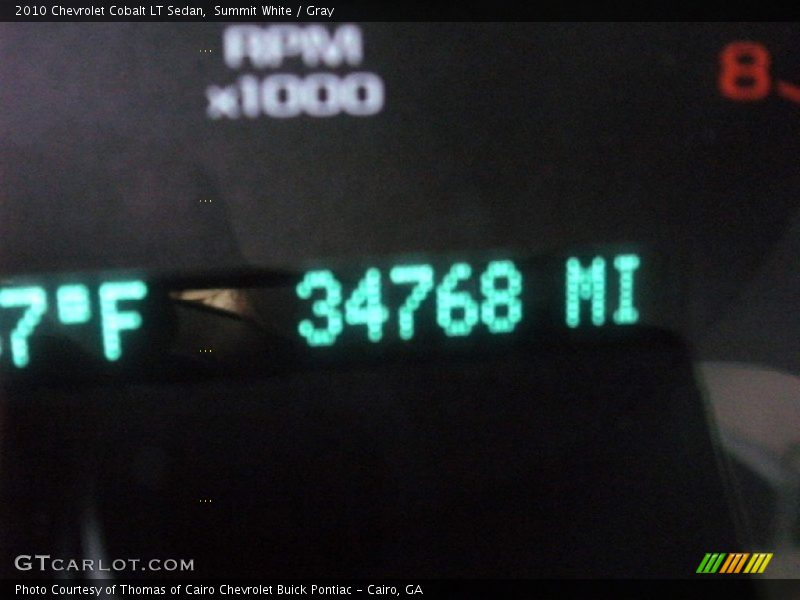 2010 Chevrolet Cobalt LT Sedan,  Summit White / Gray
RPM
x1000
8
7°F
34768 MI
GTCARLOT.COM
Photo Courtesy of Thomas of Cairo Chevrolet Buick Pontiac - Cairo, GA